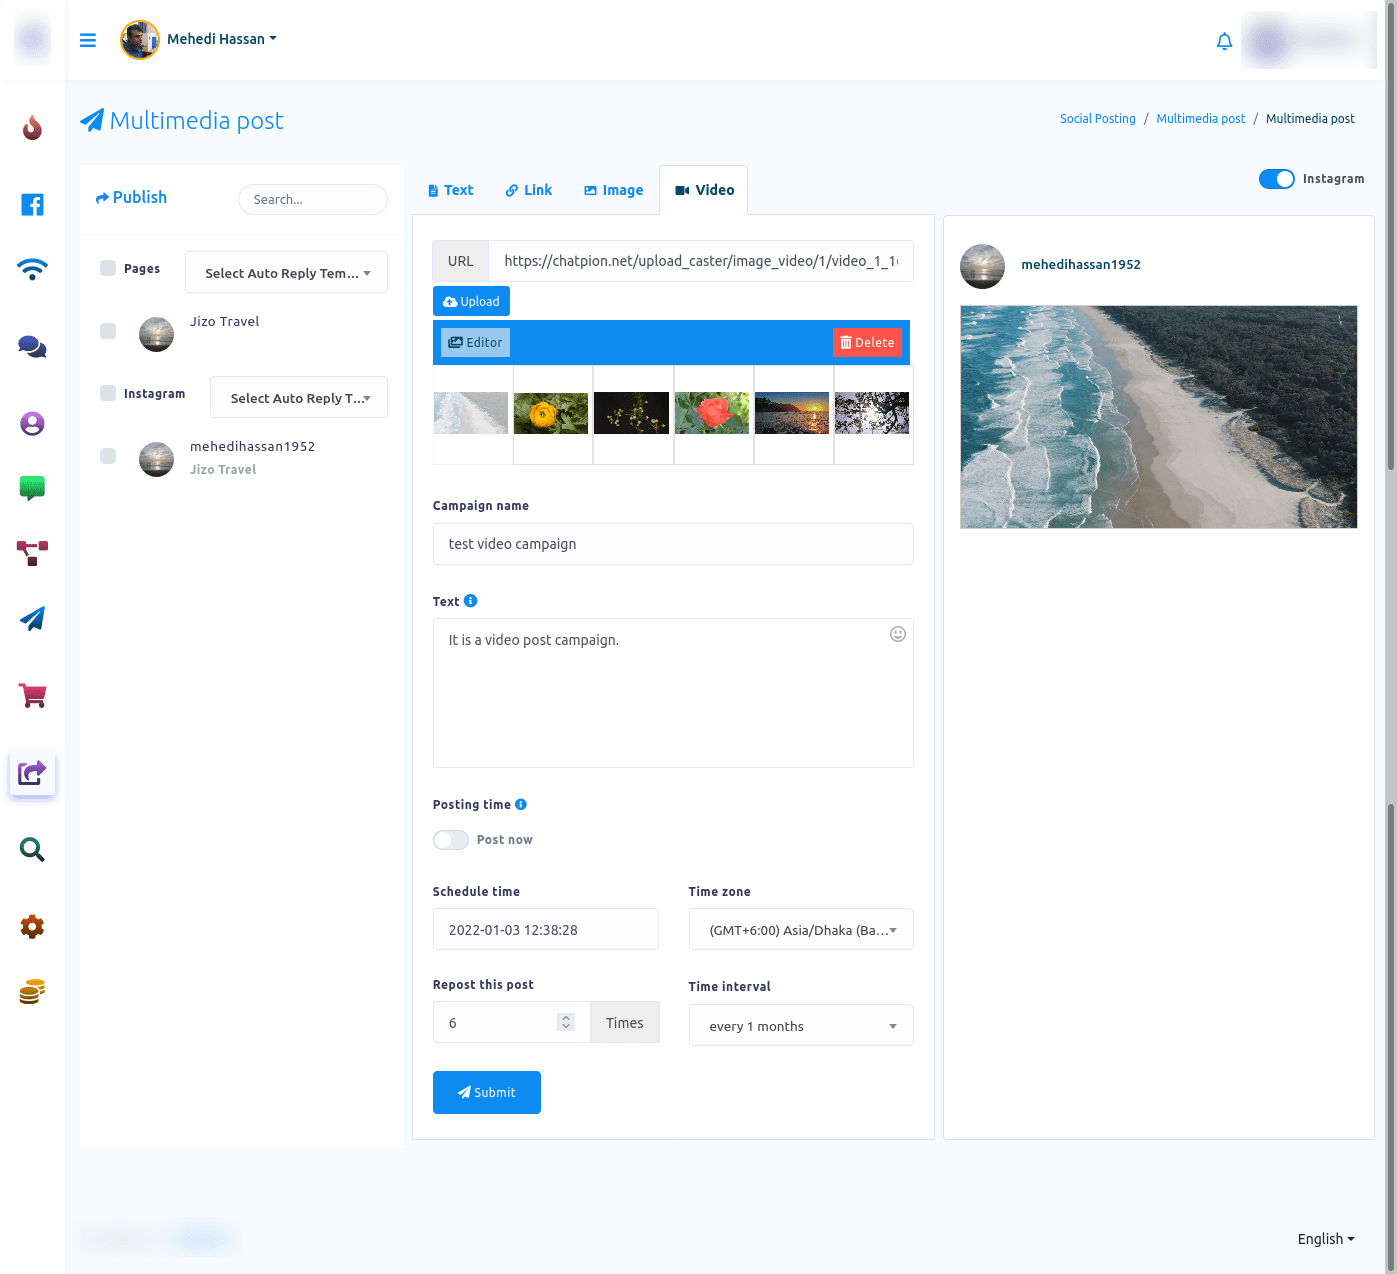 Mehedi Hassan
Multimedia post
Social Posting / Multimedia post / Multimedia post
Publish
Search...
Pages
Select Auto Reply Tem...
Jizo Travel
Instagram
Select Auto Reply T...
mehedihassan1952
Jizo Travel
Text
Link
Image
Video
URL
https://chatpion.net/upload_caster/image_video/1/video_1_1
Upload
Editor
Delete
Campaign name
test video campaign
Text
It is a video post campaign.
Posting time
Post now
Schedule time
Time zone
2022-01-03 12:38:28
(GMT+6:00) Asia/Dhaka (Ba...
Repost this post
Time interval
6
Times
every 1 months
Submit
Instagram
mehedihassan1952
English